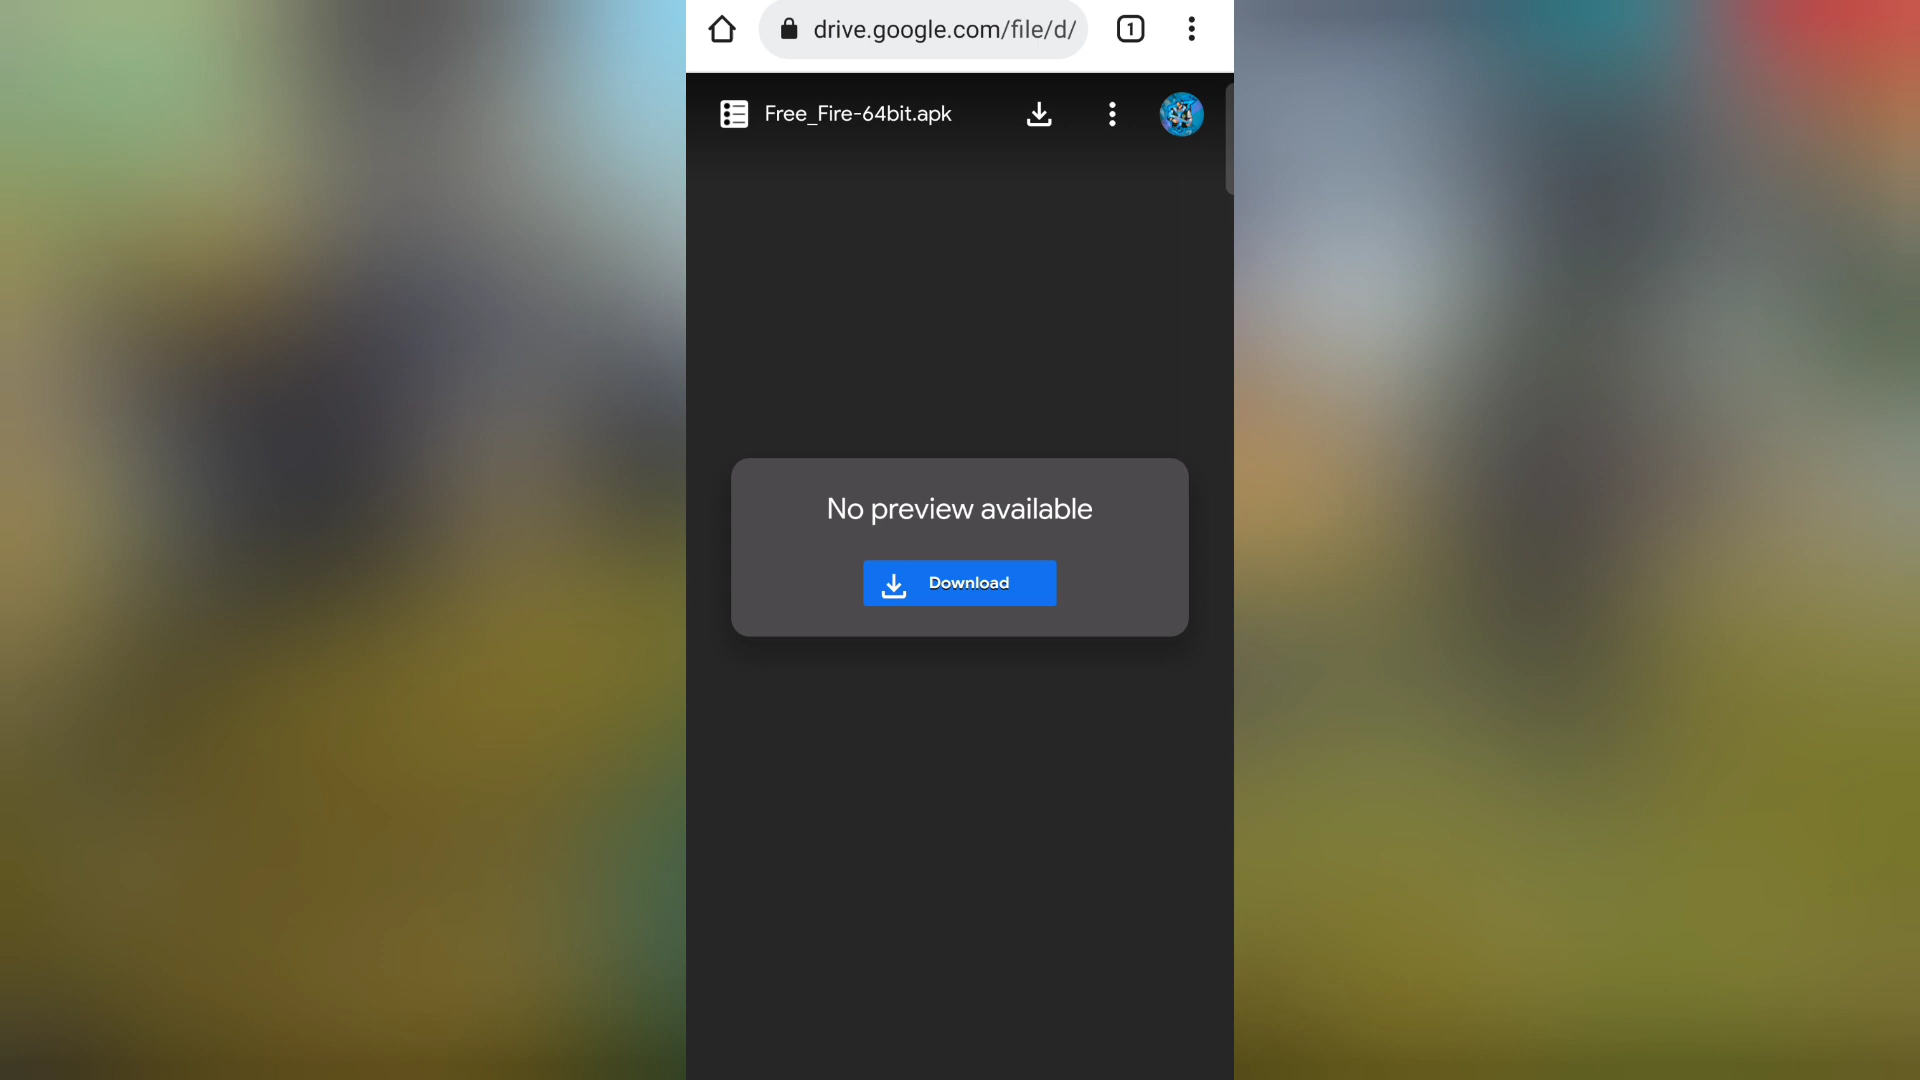 drive.google.com/file/d/
1
Free_Fire-64bit.apk
No preview available
Download